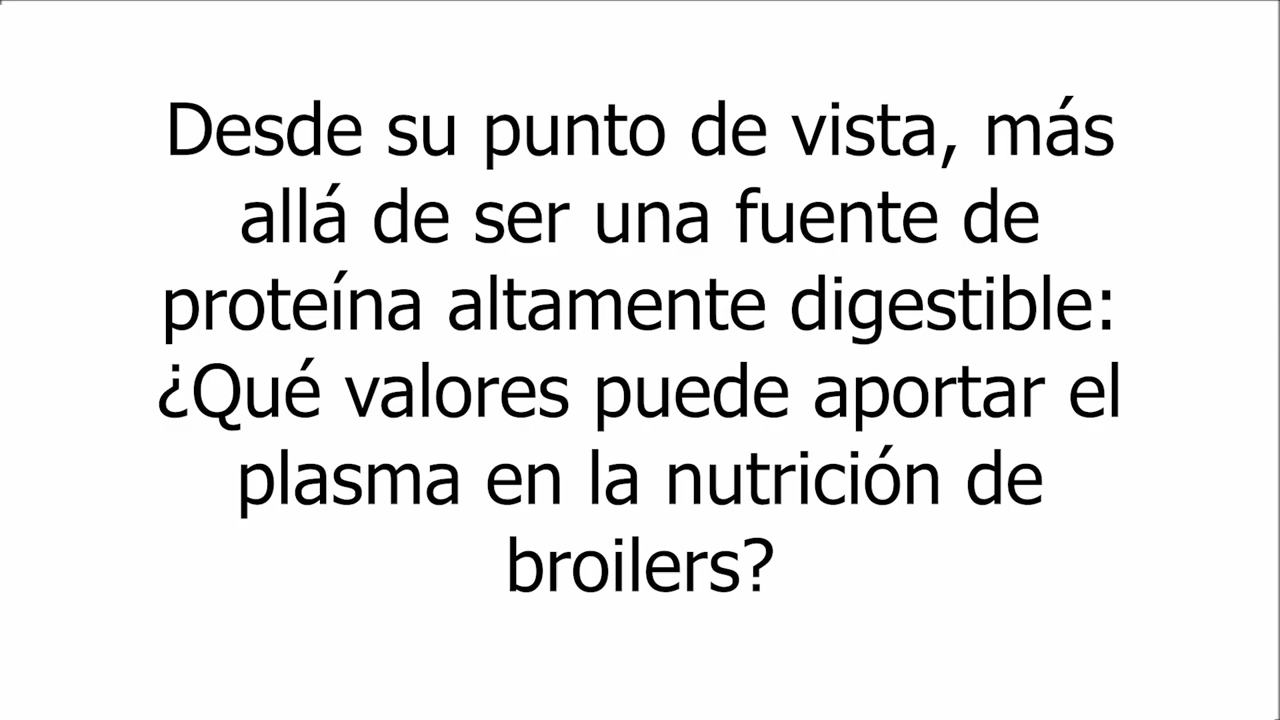 Desde su punto de vista, más
allá de ser una fuente de
proteína altamente digestible:
¿Qué valores puede aportar el
plasma en la nutrición de
broilers?